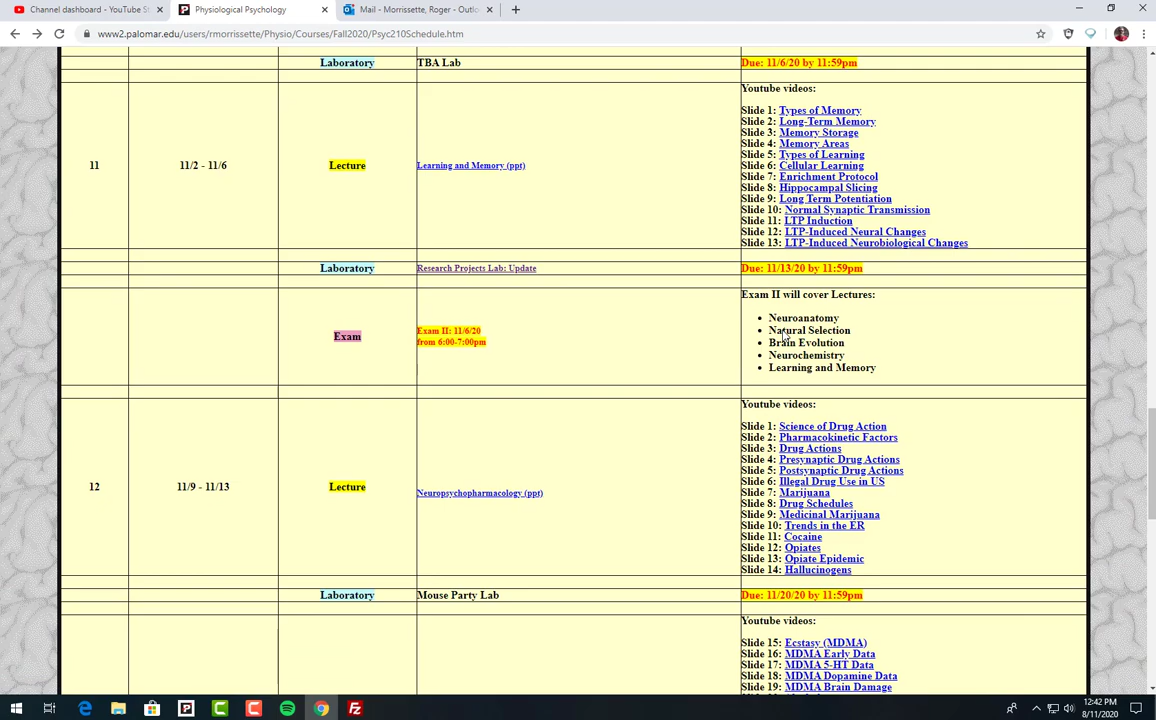 Channel dashboard - YouTube St
Physiological Psychology
Mail - Morrissette, Roger - Outlo
www2.palomar.edu/users/rmorrissette/Physio/Courses/Fall2020/Psyc210Schedule.htm
Laboratory TBA Lab Due: 11/6/20 by 11:59pm
Youtube videos:
Slide 1: Types of Memory
Slide 2: Long-Term Memory
Slide 3: Memory Storage
Slide 4: Memory Areas
Slide 5: Types of Learning
11 11/2 - 11/6 Lecture Learning and Memory (ppt) Slide 6: Cellular Learning
Slide 7: Enrichment Protocol
Slide 8: Hippocampal Slicing
Slide 9: Long Term Potentiation
Slide 10: Normal Synaptic Transmission
Slide 11: LTP Induction
Slide 12: LTP-Induced Neural Changes
Slide 13: LTP-Induced Neurobiological Changes
Laboratory Research Projects Lab: Update Due: 11/13/20 by 11:59pm
Exam II will cover Lectures:
• Neuroanatomy
Exam Exam II: 11/6/20 • Natural Selection
from 6:00-7:00pm • Brain Evolution
• Neurochemistry
• Learning and Memory
Youtube videos:
Slide 1: Science of Drug Action
Slide 2: Pharmacokinetic Factors
Slide 3: Drug Actions
Slide 4: Presynaptic Drug Actions
Slide 5: Postsynaptic Drug Actions
Slide 6: Illegal Drug Use in US
12 11/9 - 11/13 Lecture Neuropsychopharmacology (ppt) Slide 7: Marijuana
Slide 8: Drug Schedules
Slide 9: Medicinal Marijuana
Slide 10: Trends in the ER
Slide 11: Cocaine
Slide 12: Opiates
Slide 13: Opiate Epidemic
Slide 14: Hallucinogens
Laboratory Mouse Party Lab Due: 11/20/20 by 11:59pm
Youtube videos:
Slide 15: Ecstasy (MDMA)
Slide 16: MDMA Early Data
Slide 17: MDMA 5-HT Data
Slide 18: MDMA Dopamine Data
Slide 19: MDMA Brain Damage
12:42 PM
8/11/2020